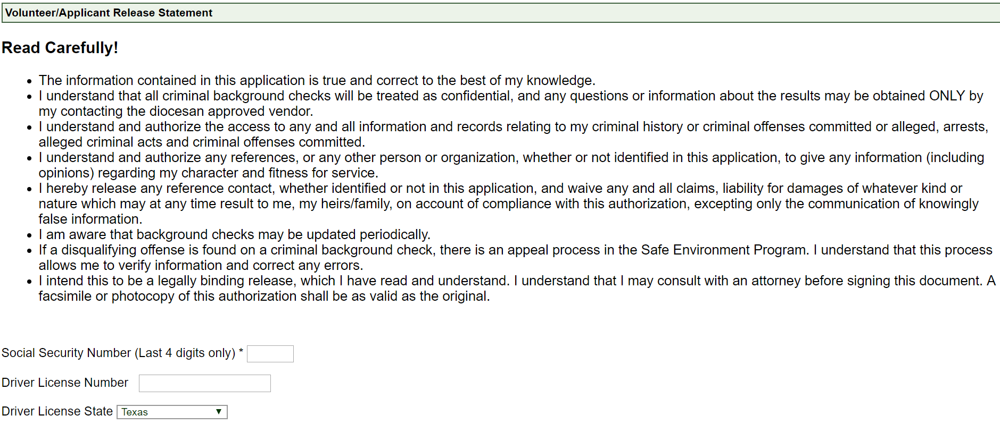 Volunteer/Applicant Release Statement
Read Carefully!
• The information contained in this application is true and correct to the best of my knowledge.
• I understand that all criminal background checks will be treated as confidential, and any questions or information about the results may be obtained ONLY by
my contacting the diocesan approved vendor.
• I understand and authorize the access to any and all information and records relating to my criminal history or criminal offenses committed or alleged, arrests,
alleged criminal acts and criminal offenses committed.
• I understand and authorize any references, or any other person or organization, whether or not identified in this application, to give any information (including
opinions) regarding my character and fitness for service.
• I hereby release any reference contact, whether identified or not in this application, and waive any and all claims, liability for damages of whatever kind or
nature which may at any time result to me, my heirs/family, on account of compliance with this authorization, excepting only the communication of knowingly
false information.
• I am aware that background checks may be updated periodically.
• If a disqualifying offense is found on a criminal background check, there is an appeal process in the Safe Environment Program. I understand that this process
allows me to verify information and correct any errors.
• I intend this to be a legally binding release, which I have read and understand. I understand that I may consult with an attorney before signing this document. A
facsimile or photocopy of this authorization shall be as valid as the original.
Social Security Number (Last 4 digits only) *
Driver License Number
Driver License State Texas